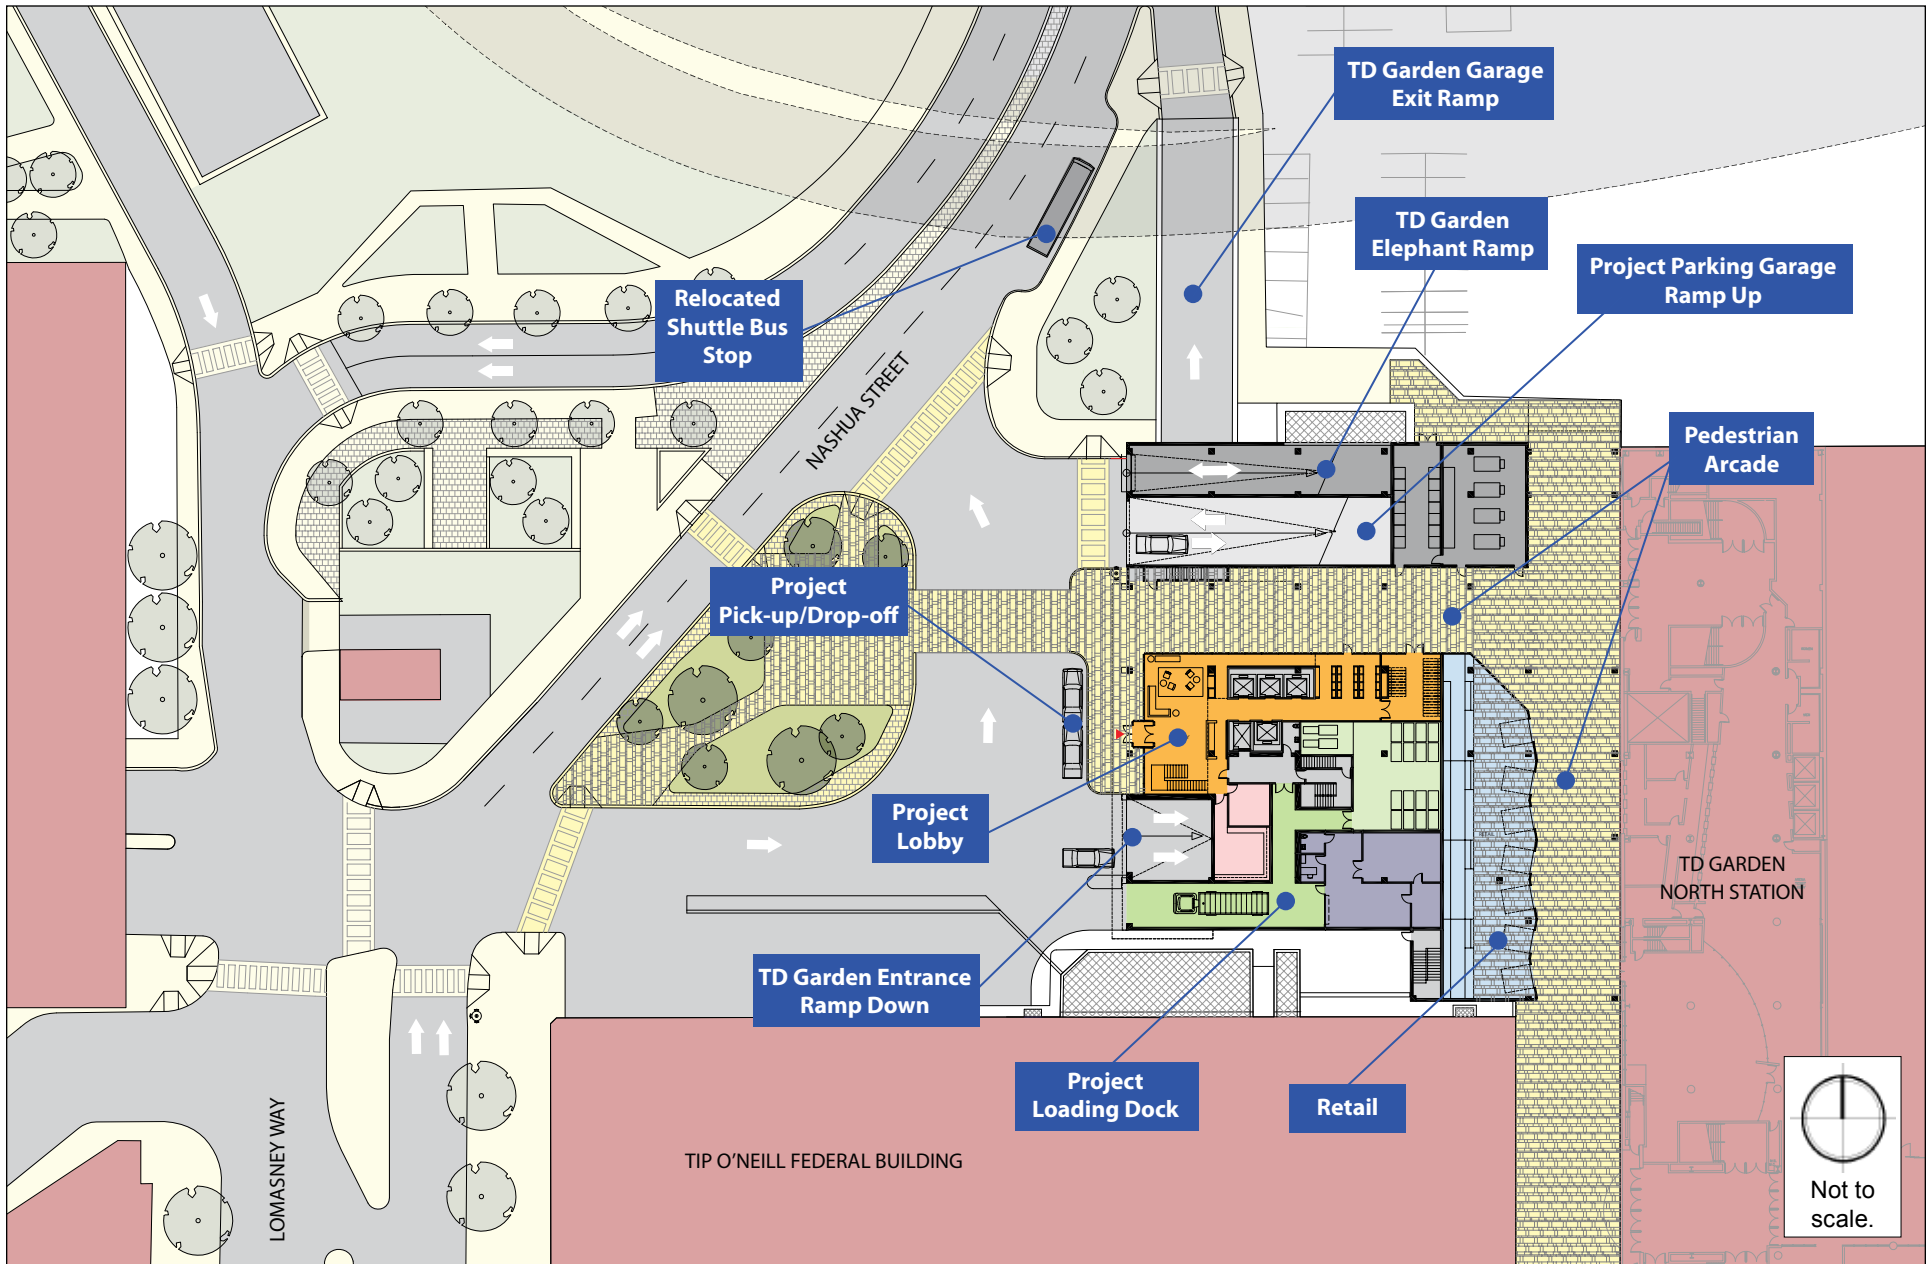 TD Garden Garage
Exit Ramp
TD Garden
Elephant Ramp
Project Parking Garage
Ramp Up
Relocated
Shuttle Bus
Stop
NASHUA STREET
Pedestrian
Arcade
Project
Pick-up/Drop-off
Project
Lobby
TD GARDEN
NORTH STATION
TD Garden Entrance
Ramp Down
Project
Loading Dock
Retail
LOMASNEY WAY
TIP O'NEILL FEDERAL BUILDING
Not to
scale.